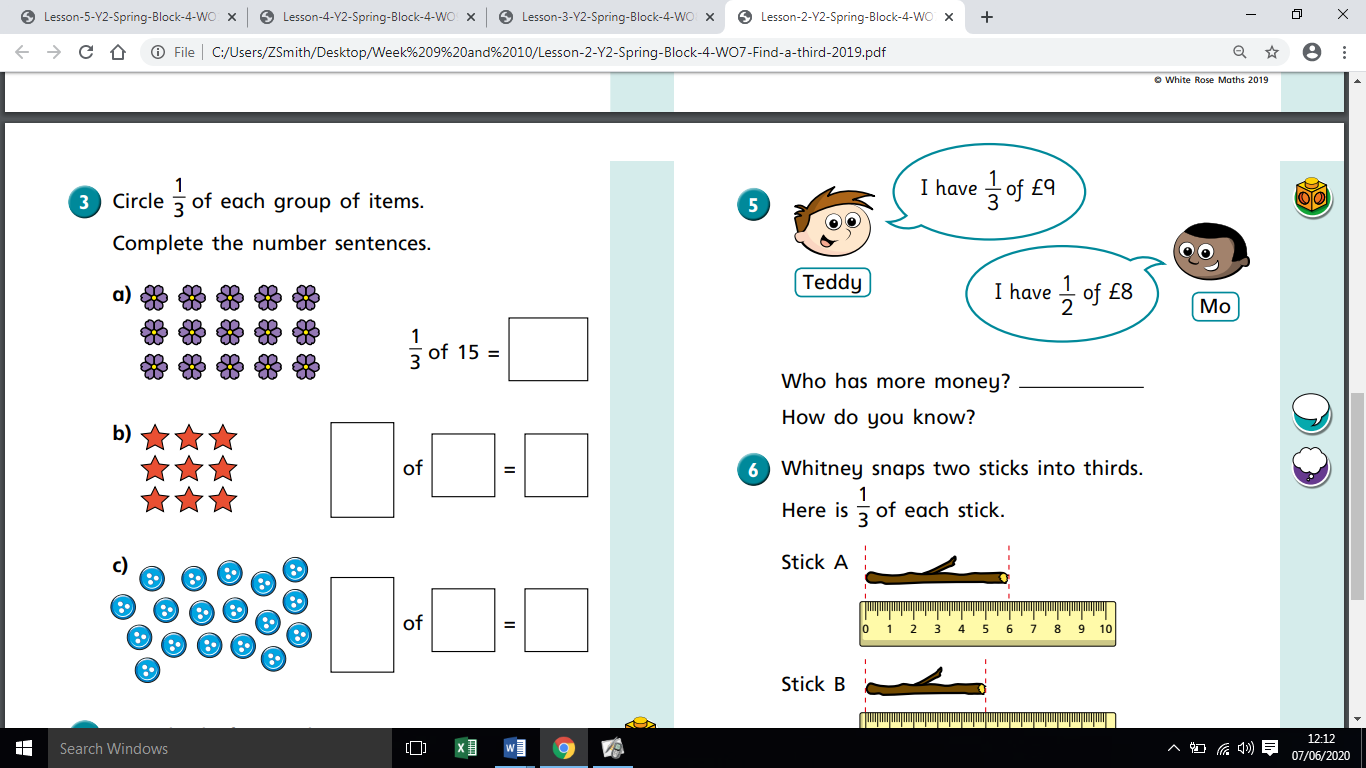 Lesson-5-Y2-Spring-Block-4-WO
Lesson-4-Y2-Spring-Block-4-WO
Lesson-3-Y2-Spring-Block-4-WO
Lesson-2-Y2-Spring-Block-4-WO
File
C:/Users/ZSmith/Desktop/Week%209%20and%2010/Lesson-2-Y2-Spring-Block-4-WO7-Find-a-third-2019.pdf
© White Rose Maths 2019
3 Circle 1/3 of each group of items.
Complete the number sentences.
a)
1/3 of 15 =
b)
of =
c)
of =
5
I have 1/3 of £9
Teddy
I have 1/2 of £8
Mo
Who has more money?
How do you know?
6 Whitney snaps two sticks into thirds.
Here is 1/3 of each stick.
Stick A
0 1 2 3 4 5 6 7 8 9 10
Stick B
Search Windows
12:12
07/06/2020